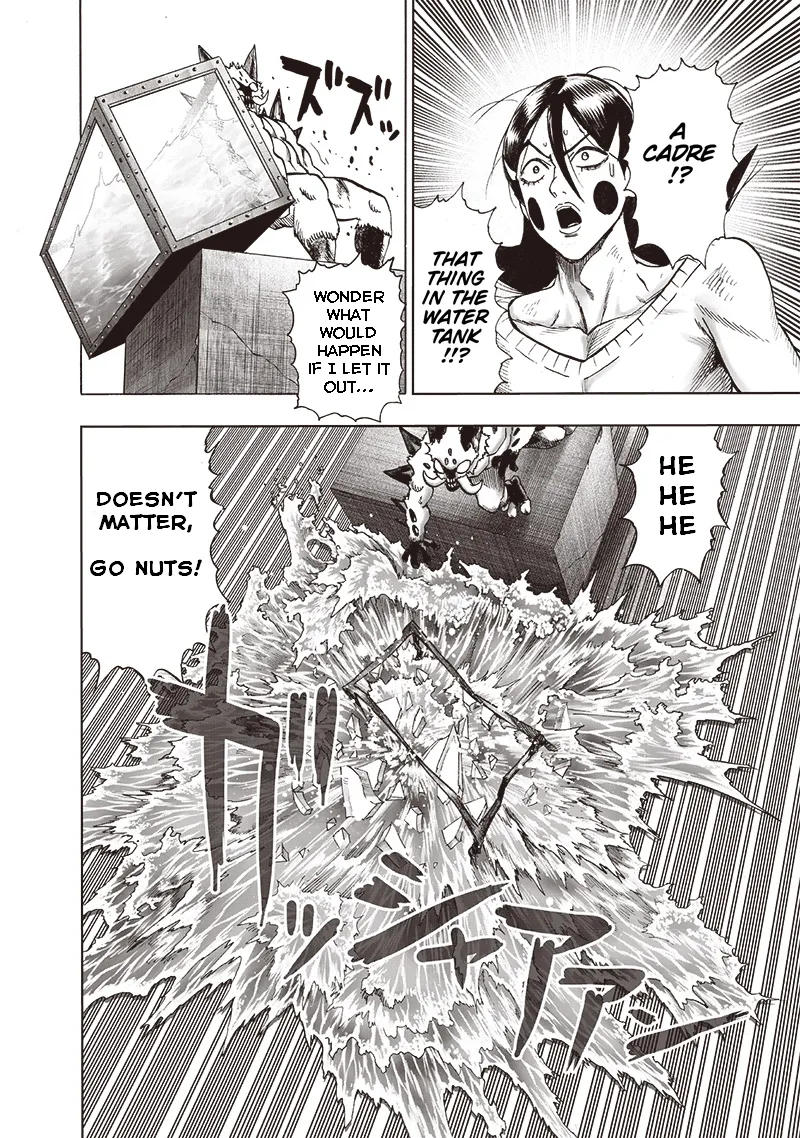 A
CADRE
!?
THAT
THING
IN THE
WATER
TANK
!!?
ズズ
WONDER
WHAT
WOULD
HAPPEN
IF I LET IT
OUT...
HE
HE
HE
DOESN'T
MATTER,
GO NUTS!
ガ
ッシャアアン